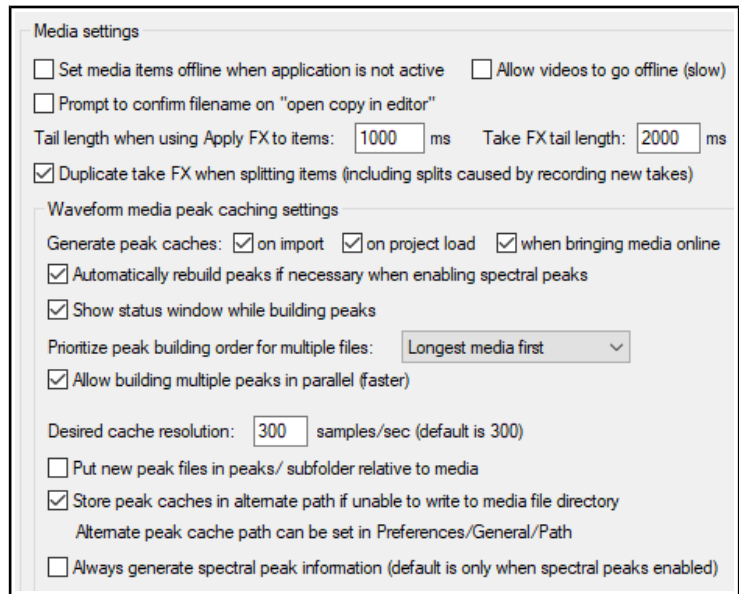 Media settings
Set media items offline when application is not active Allow videos to go offline (slow)
Prompt to confirm filename on "open copy in editor"
Tail length when using Apply FX to items: 1000 ms Take FX tail length: 2000 ms
Duplicate take FX when splitting items (including splits caused by recording new takes)
Waveform media peak caching settings
Generate peak caches: on import on project load when bringing media online
Automatically rebuild peaks if necessary when enabling spectral peaks
Show status window while building peaks
Prioritize peak building order for multiple files: Longest media first
Allow building multiple peaks in parallel (faster)
Desired cache resolution: 300 samples/sec (default is 300)
Put new peak files in peaks/ subfolder relative to media
Store peak caches in alternate path if unable to write to media file directory
Alternate peak cache path can be set in Preferences/General/Path
Always generate spectral peak information (default is only when spectral peaks enabled)